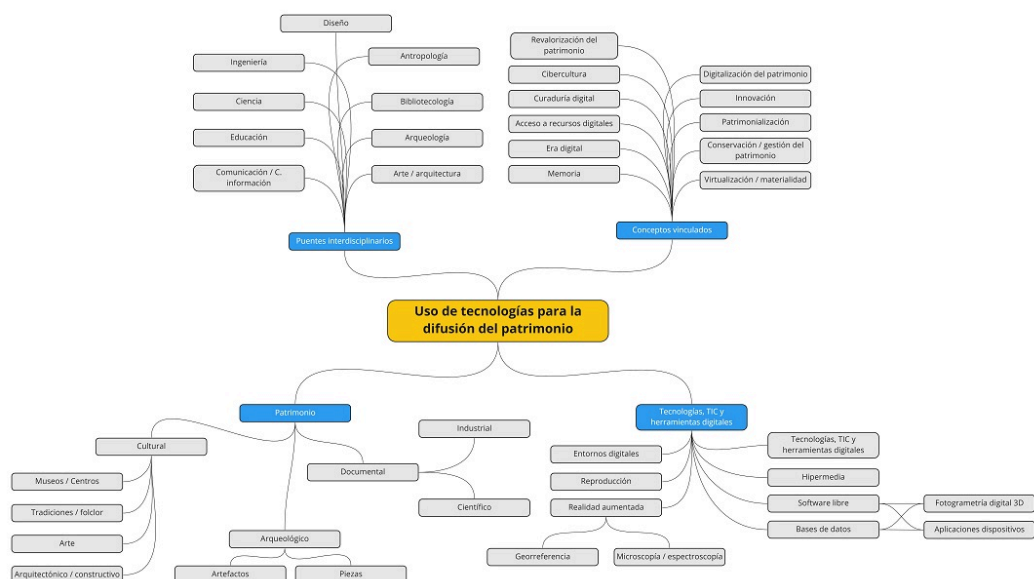 Diseño
Ingeniería
Antropología
Ciencia
Bibliotecología
Educación
Arqueología
Comunicación / C.
información
Arte / arquitectura
Puentes interdisciplinarios
Revalorización del
patrimonio
Cibercultura
Digitalización del patrimonio
Curaduría digital
Innovación
Acceso a recursos digitales
Patrimonialización
Era digital
Conservación / gestión del
patrimonio
Memoria
Virtualización / materialidad
Conceptos vinculados
Uso de tecnologías para la
difusión del patrimonio
Patrimonio
Cultural
Museos / Centros
Tradiciones / folclor
Arte
Arquitectónico / constructivo
Arqueológico
Artefactos
Piezas
Documental
Industrial
Científico
Tecnologías, TIC y
herramientas digitales
Entornos digitales
Reproducción
Realidad aumentada
Georreferencia
Microscopía / espectroscopía
Tecnologías, TIC y
herramientas digitales
Hipermedia
Software libre
Bases de datos
Fotogrametría digital 3D
Aplicaciones dispositivos